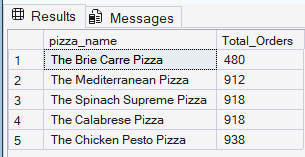 Results Messages
pizza_name Total_Orders
1 The Brie Carre Pizza 480
2 The Mediterranean Pizza 912
3 The Spinach Supreme Pizza 918
4 The Calabrese Pizza 918
5 The Chicken Pesto Pizza 938